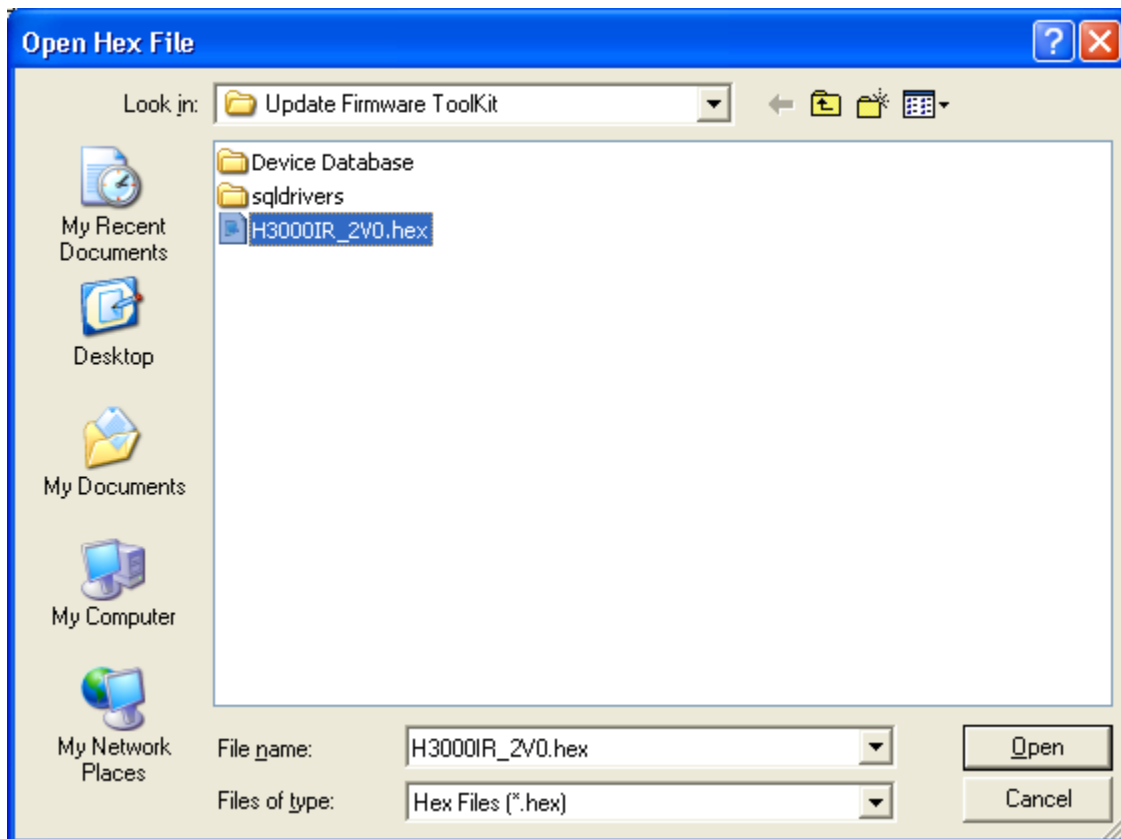 Open Hex File
Look in: Update Firmware ToolKit
Device Database
sqldrivers
H3000IR_2V0.hex
My Recent
Documents
Desktop
My Documents
My Computer
My Network
Places
File name: H3000IR_2V0.hex Open
Files of type: Hex Files (*.hex) Cancel